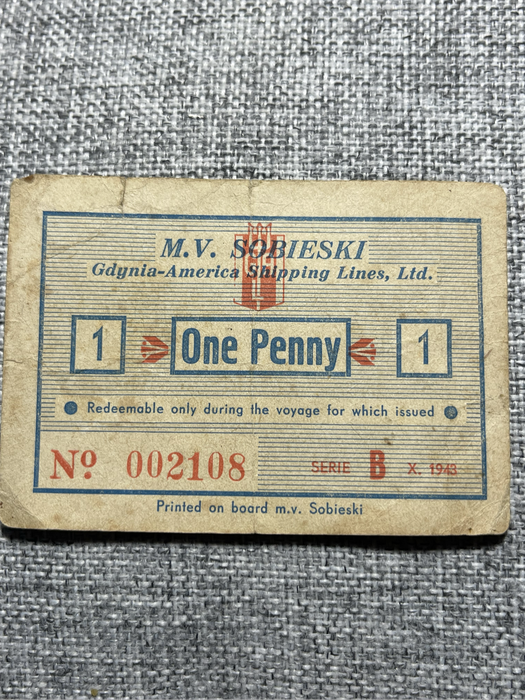 M.V. SOBIESKI
Gdynia-America Shipping Lines, Ltd.
1 One Penny 1
Redeemable only during the voyage for which issued
Nº 002108 SERIE B X. 1943
Printed on board m.v. Sobieski